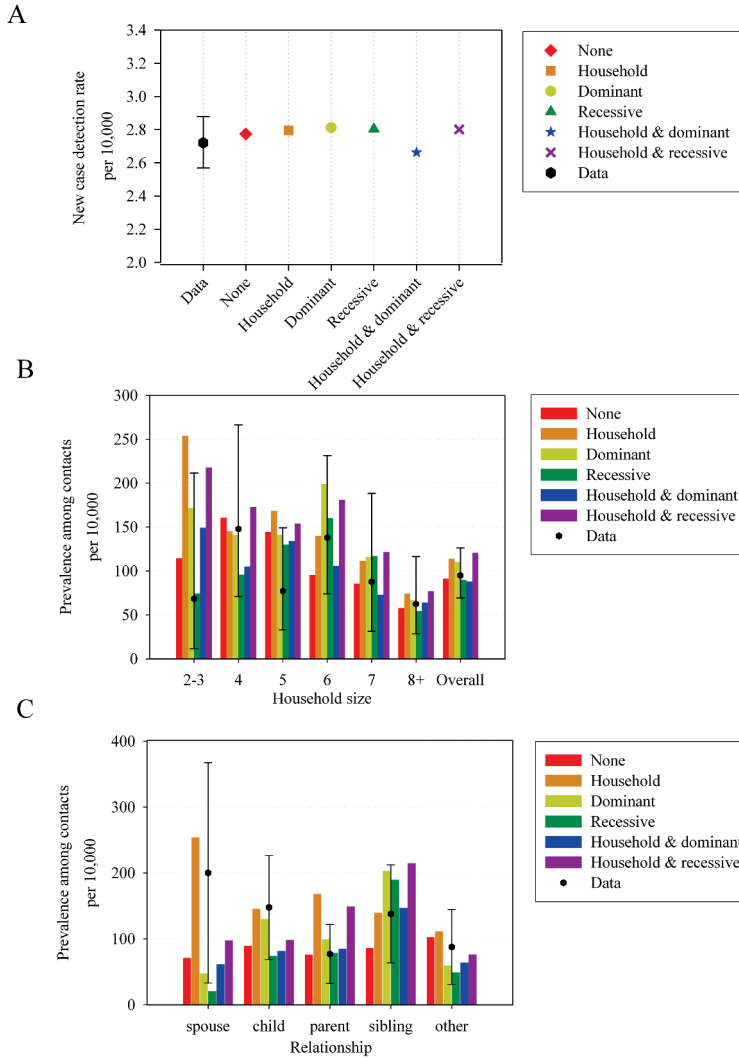 A
New case detection rate
per 10,000
3.4
3.2
3.0
2.8
2.6
2.4
2.2
2.0
Data
None
Household
Dominant
Recessive
Household & dominant
Household & recessive
None
Household
Dominant
Recessive
Household & dominant
Household & recessive
Data
B
Prevalence among contacts
per 10,000
300
250
200
150
100
50
0
2-3 4 5 6 7 8+ Overall
Household size
None
Household
Dominant
Recessive
Household & dominant
Household & recessive
Data
C
Prevalence among contacts
per 10,000
400
300
200
100
0
spouse child parent sibling other
Relationship
None
Household
Dominant
Recessive
Household & dominant
Household & recessive
Data